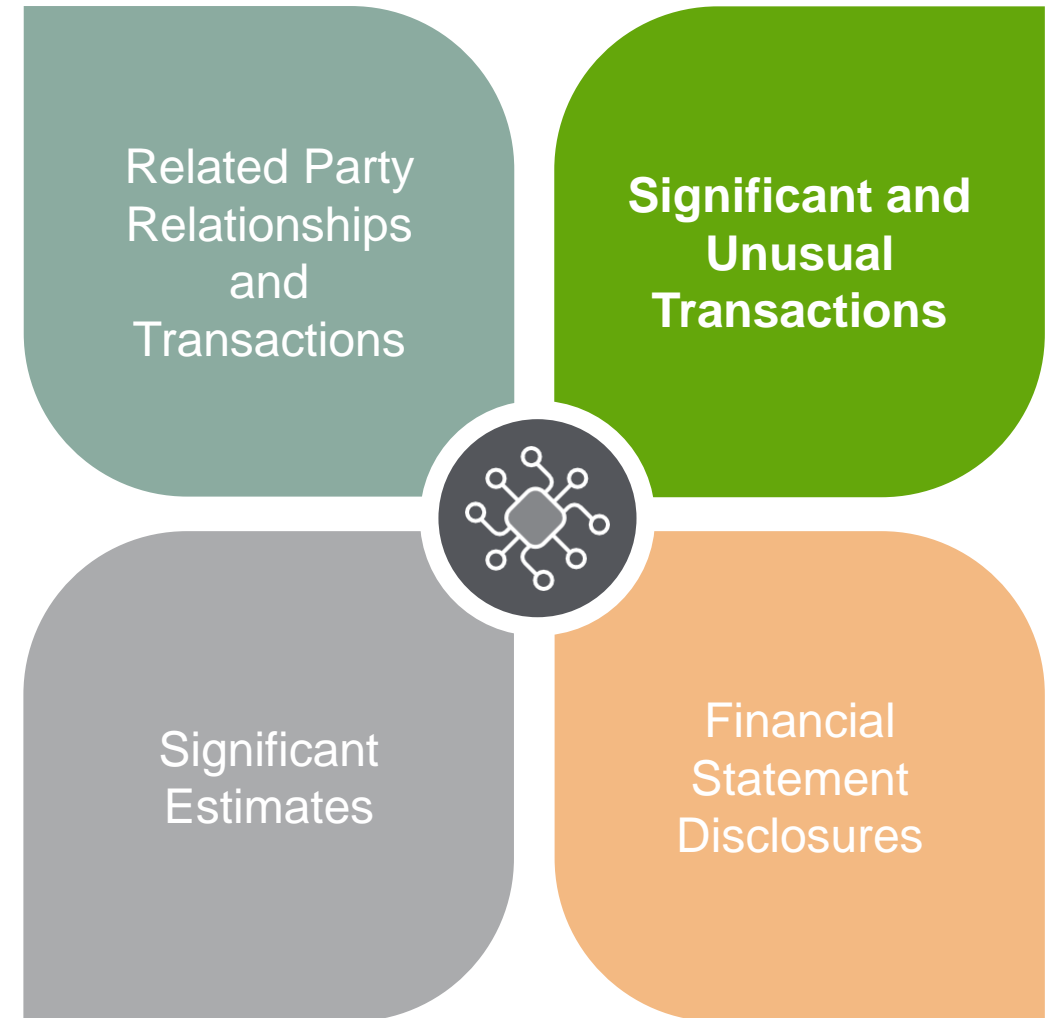 Related Party
Relationships
and
Transactions
Significant and
Unusual
Transactions
Significant
Estimates
Financial
Statement
Disclosures